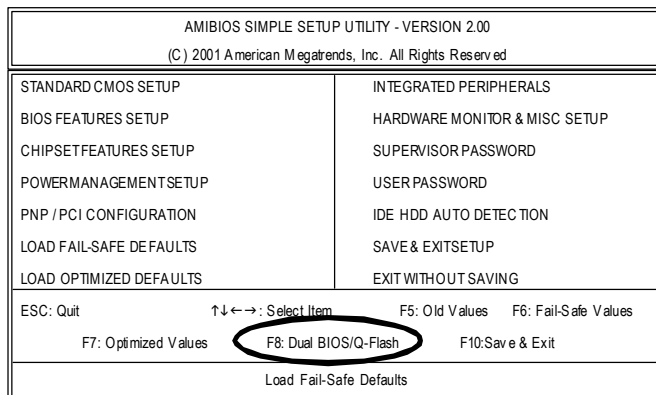 AMIBIOS SIMPLE SETUP UTILITY - VERSION 2.00
(C) 2001 American Megatrends, Inc. All Rights Reserved
STANDARD CMOS SETUP
BIOS FEATURES SETUP
CHIPSET FEATURES SETUP
POWER MANAGEMENT SETUP
PNP / PCI CONFIGURATION
LOAD FAIL-SAFE DEFAULTS
LOAD OPTIMIZED DEFAULTS
INTEGRATED PERIPHERALS
HARDWARE MONITOR & MISC SETUP
SUPERVISOR PASSWORD
USER PASSWORD
IDE HDD AUTO DETECTION
SAVE & EXIT SETUP
EXIT WITHOUT SAVING
ESC: Quit ↑↓←→: Select Item F5: Old Values F6: Fail-Safe Values
F7: Optimized Values F8: Dual BIOS/Q-Flash F10:Save & Exit
Load Fail-Safe Defaults